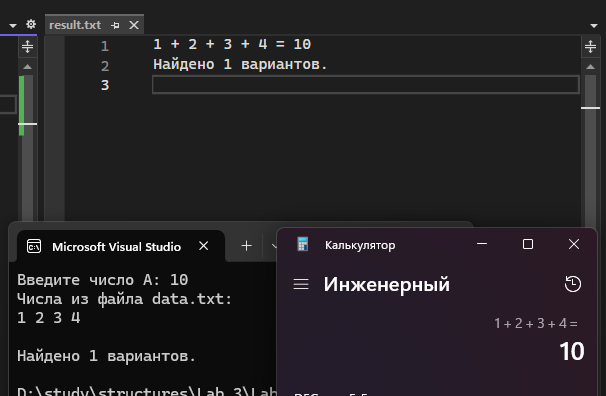 result.txt
1 1 + 2 + 3 + 4 = 10
2 Найдено 1 вариантов.
3
Microsoft Visual Studio
Введите число A: 10
Числа из файла data.txt:
1 2 3 4
Найдено 1 вариантов.
D:\study\structures\Lab 3\Lab
Калькулятор
Инженерный
1 + 2 + 3 + 4 =
10